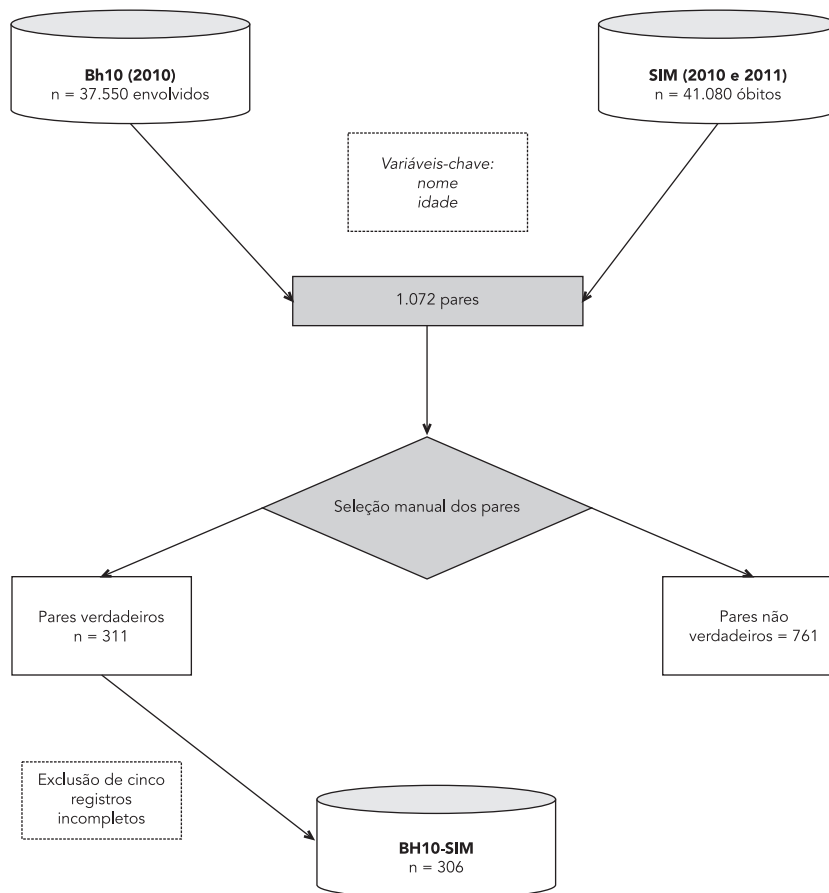 Bh10 (2010)
n = 37.550 envolvidos
SIM (2010 e 2011)
n = 41.080 óbitos
Variáveis-chave:
nome
idade
1.072 pares
Seleção manual dos pares
Pares verdadeiros
n = 311
Pares não
verdadeiros = 761
Exclusão de cinco
registros
incompletos
BH10-SIM
n = 306